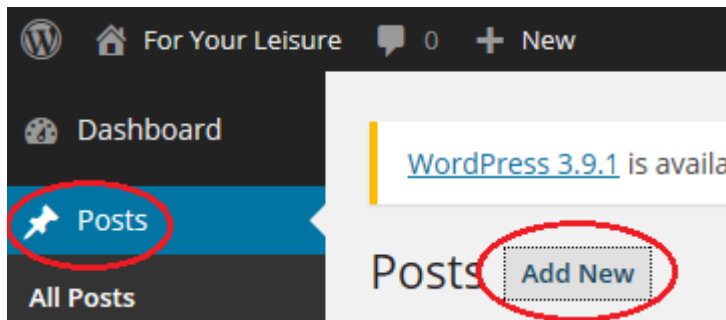 For Your Leisure 0 New
Dashboard
WordPress 3.9.1 is availa
Posts
Posts Add New
All Posts